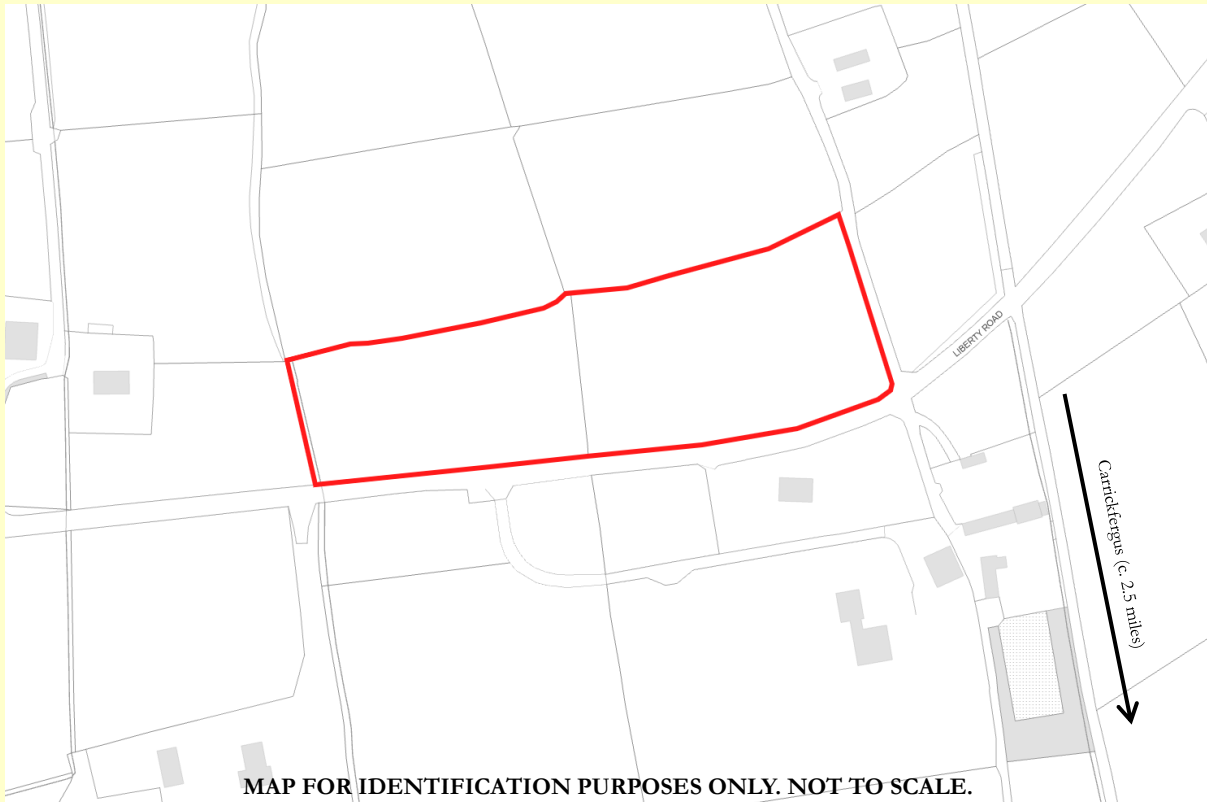 LIBERTY ROAD
Carrickfergus (c. 2.5 miles)
MAP FOR IDENTIFICATION PURPOSES ONLY. NOT TO SCALE.